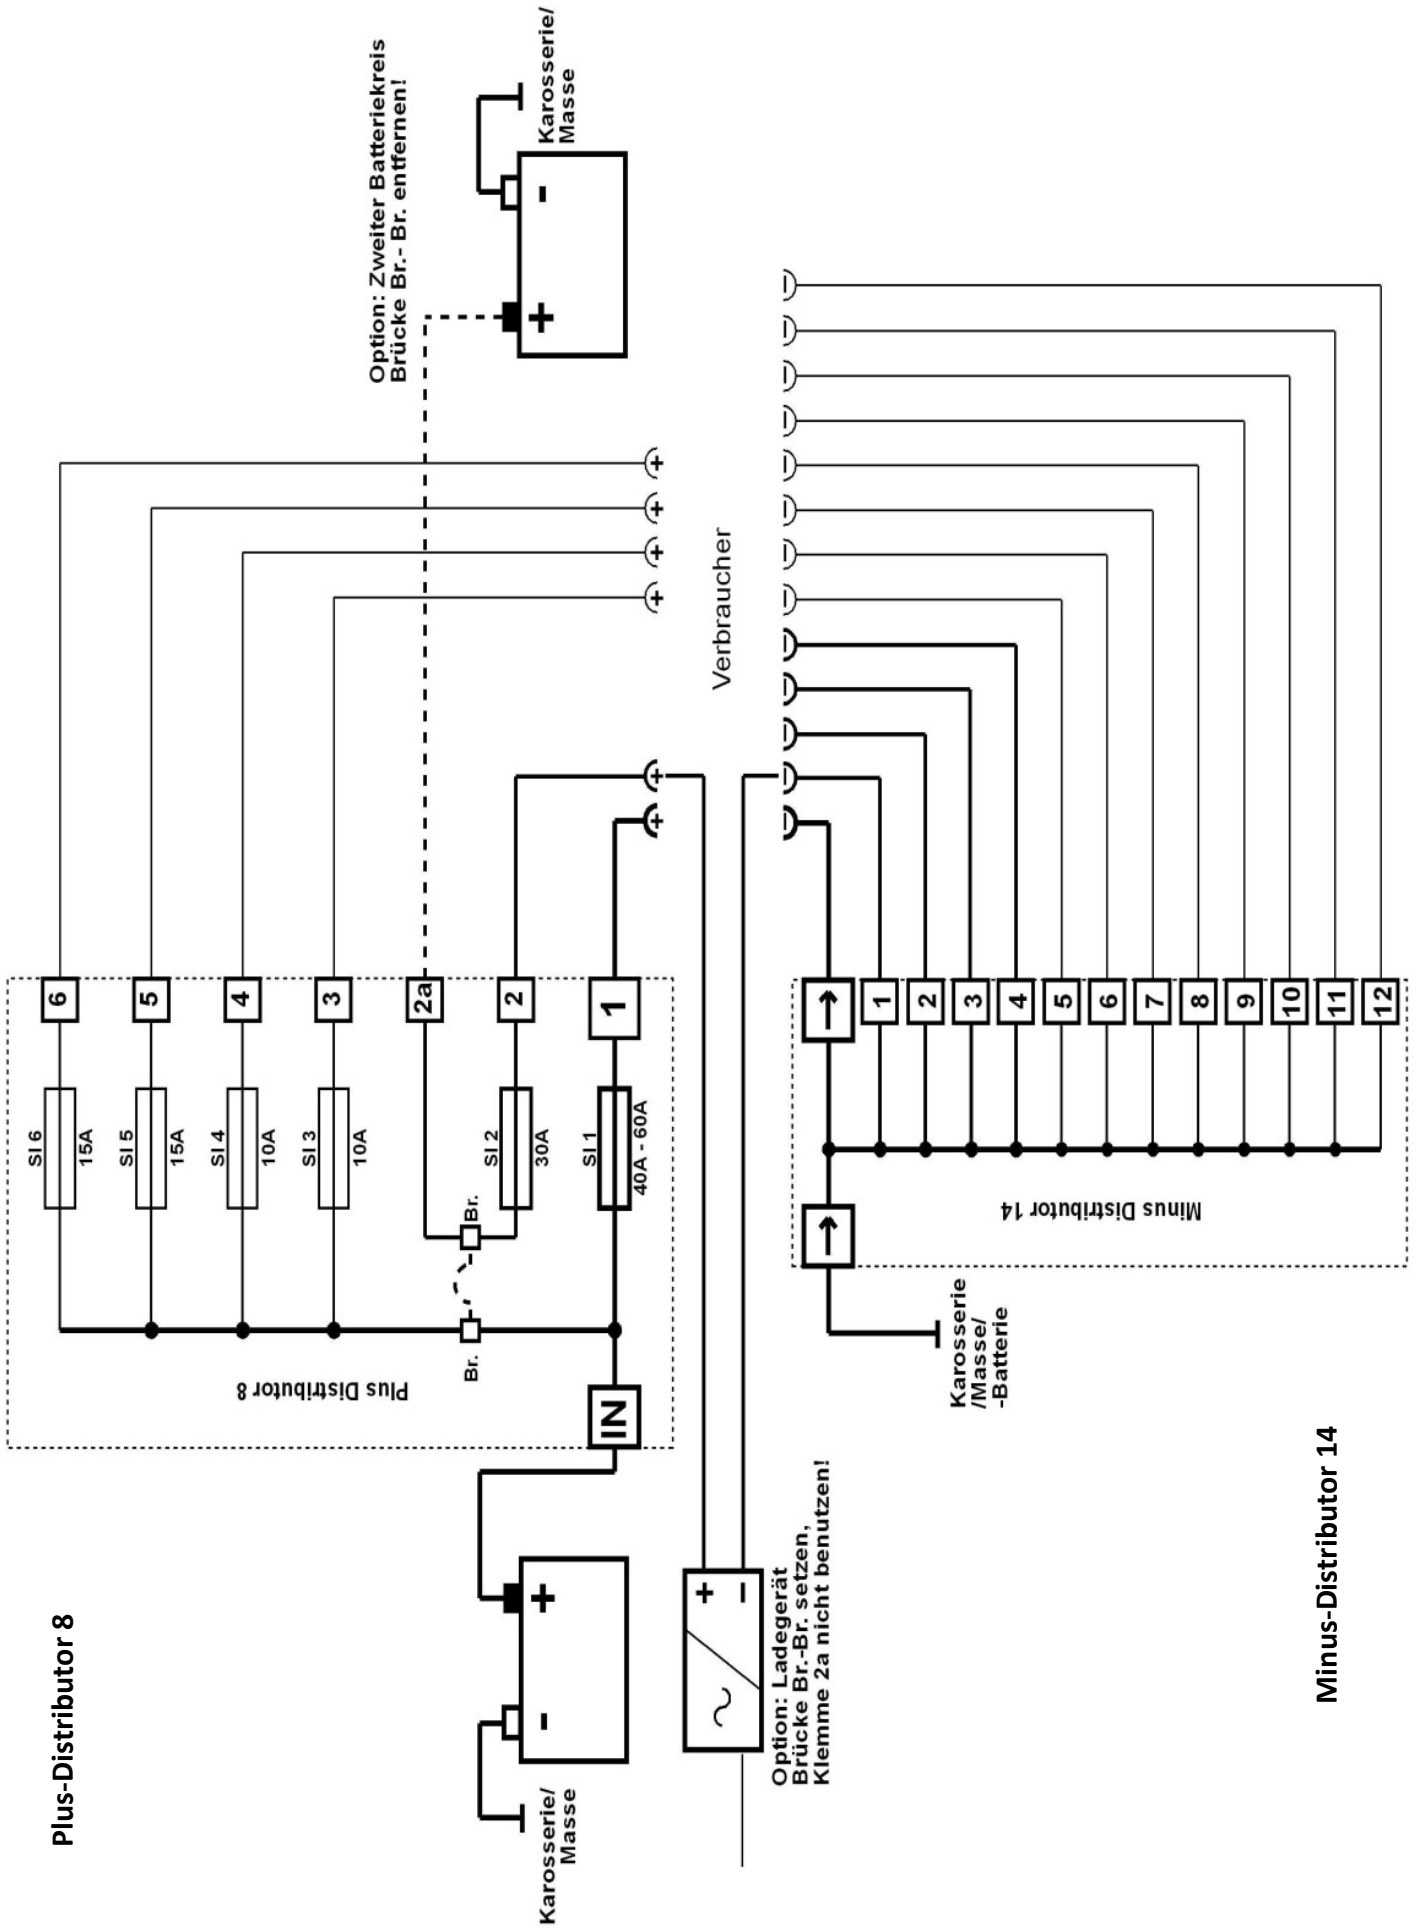 Plus-Distributor 8
Karosserie/
Masse
-
+
IN
Plus Distributor 8
SI 6
15A
6
SI 5
15A
5
SI 4
10A
4
SI 3
10A
3
2a
Br.
Br.
SI 2
30A
2
SI 1
40A - 60A
1
Option: Zweiter Batteriekreis
Brücke Br.- Br. entfernen!
+
-
Karosserie/
Masse
+
+
+
+
+
+
Verbraucher
~
+
–
Option: Ladegerät
Brücke Br.-Br. setzen,
Klemme 2a nicht benutzen!
–
–
–
–
–
–
–
–
–
–
–
–
–
Karosserie
/Masse/
-Batterie
Minus Distributor 14
→
→
1
2
3
4
5
6
7
8
9
10
11
12
Minus-Distributor 14